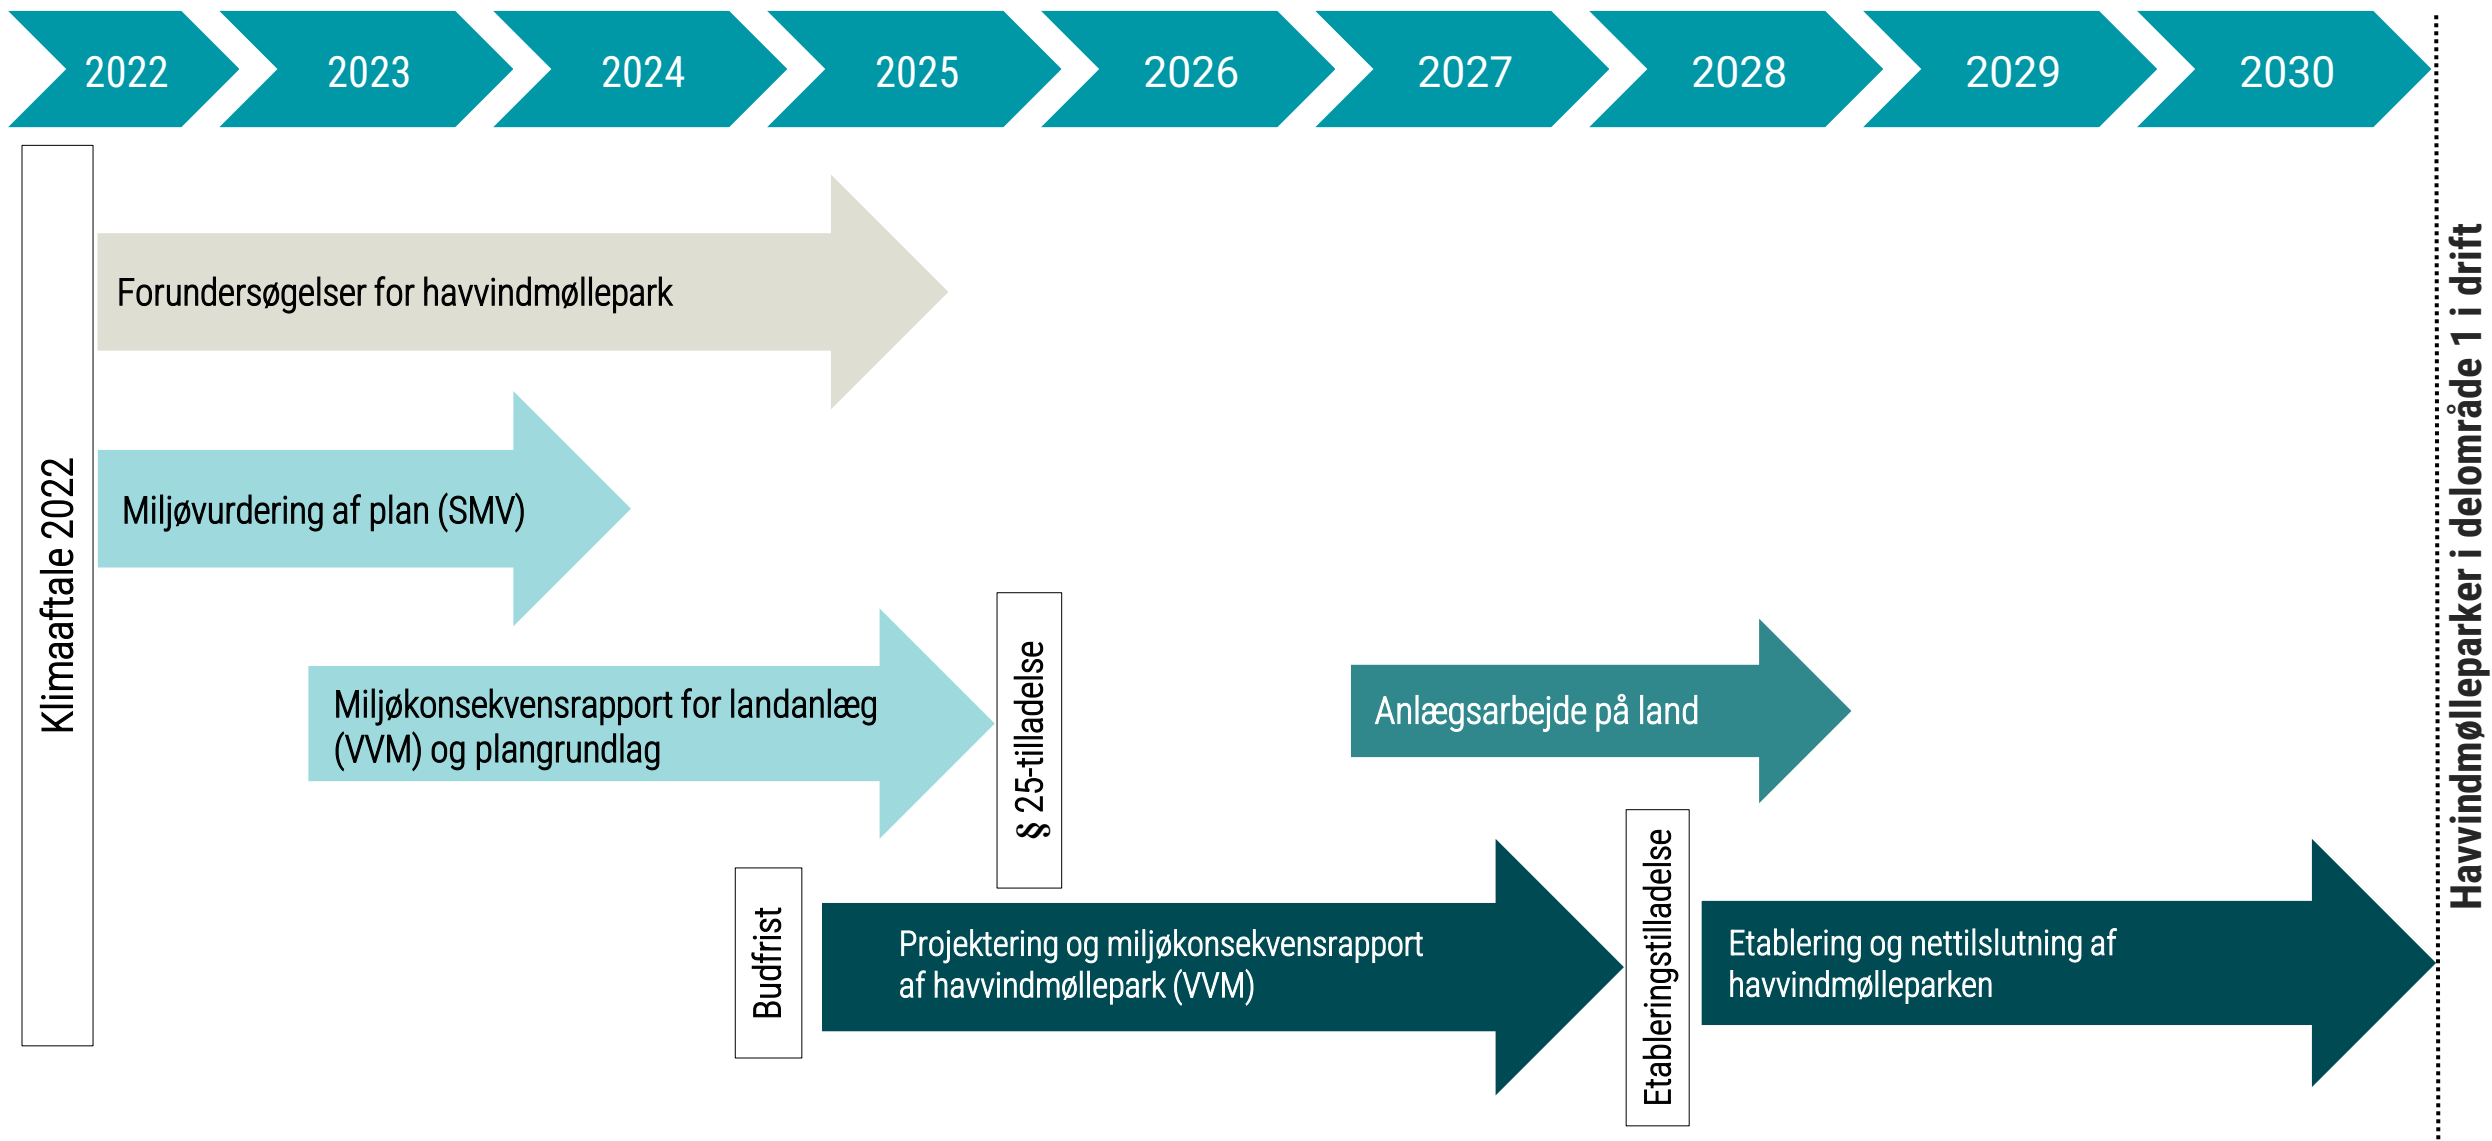 2022
2023
2024
2025
2026
2027
2028
2029
2030
Klimaaftale 2022
Forundersøgelser for havvindmøllepark
Miljøvurdering af plan (SMV)
Miljøkonsekvensrapport for landanlæg
(VVM) og plangrundlag
§ 25-tilladelse
Anlægsarbejde på land
Budfrist
Projektering og miljøkonsekvensrapport
af havvindmøllepark (VVM)
Etableringstilladelse
Etablering og nettilslutning af
havvindmølleparken
Havvindmølleparker i delområde 1 i drift